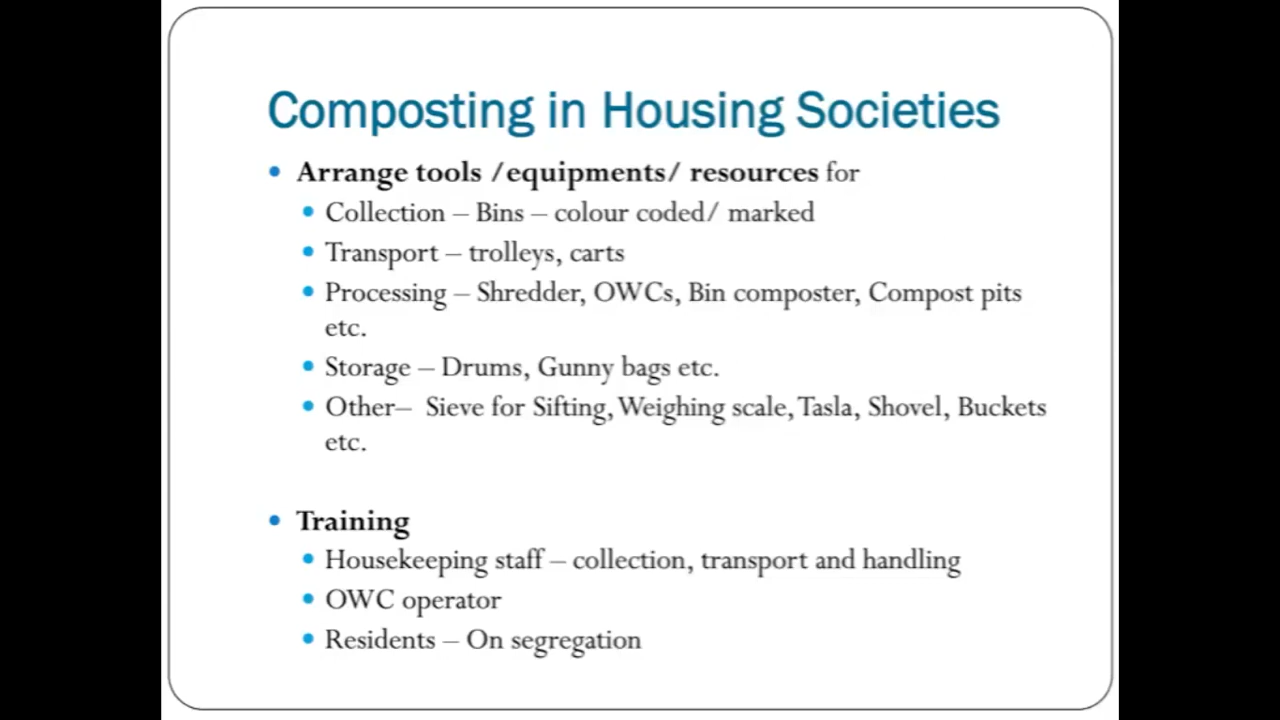 Composting in Housing Societies
• Arrange tools /equipments/ resources for
• Collection – Bins – colour coded/ marked
• Transport – trolleys, carts
• Processing – Shredder, OWCs, Bin composter, Compost pits
etc.
• Storage – Drums, Gunny bags etc.
• Other– Sieve for Sifting, Weighing scale, Tasla, Shovel, Buckets
etc.
• Training
• Housekeeping staff – collection, transport and handling
• OWC operator
• Residents – On segregation